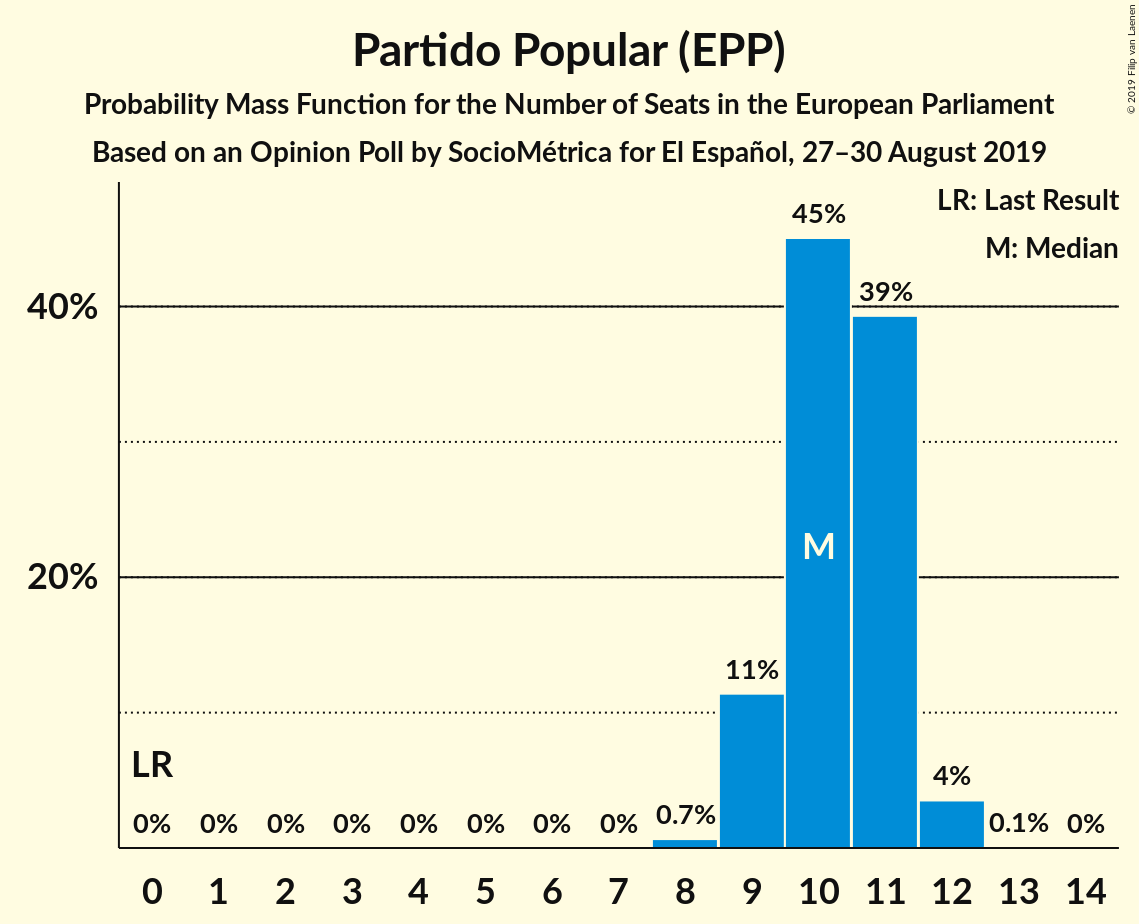 Partido Popular (EPP)
Probability Mass Function for the Number of Seats in the European Parliament
Based on an Opinion Poll by SocioMétrica for El Español, 27–30 August 2019
© 2019 Filip van Laenen
LR: Last Result
M: Median
45%
40%
39%
M
20%
11%
LR
4%
0% 0% 0% 0% 0% 0% 0% 0% 0.7% 0.1% 0%
0 1 2 3 4 5 6 7 8 9 10 11 12 13 14